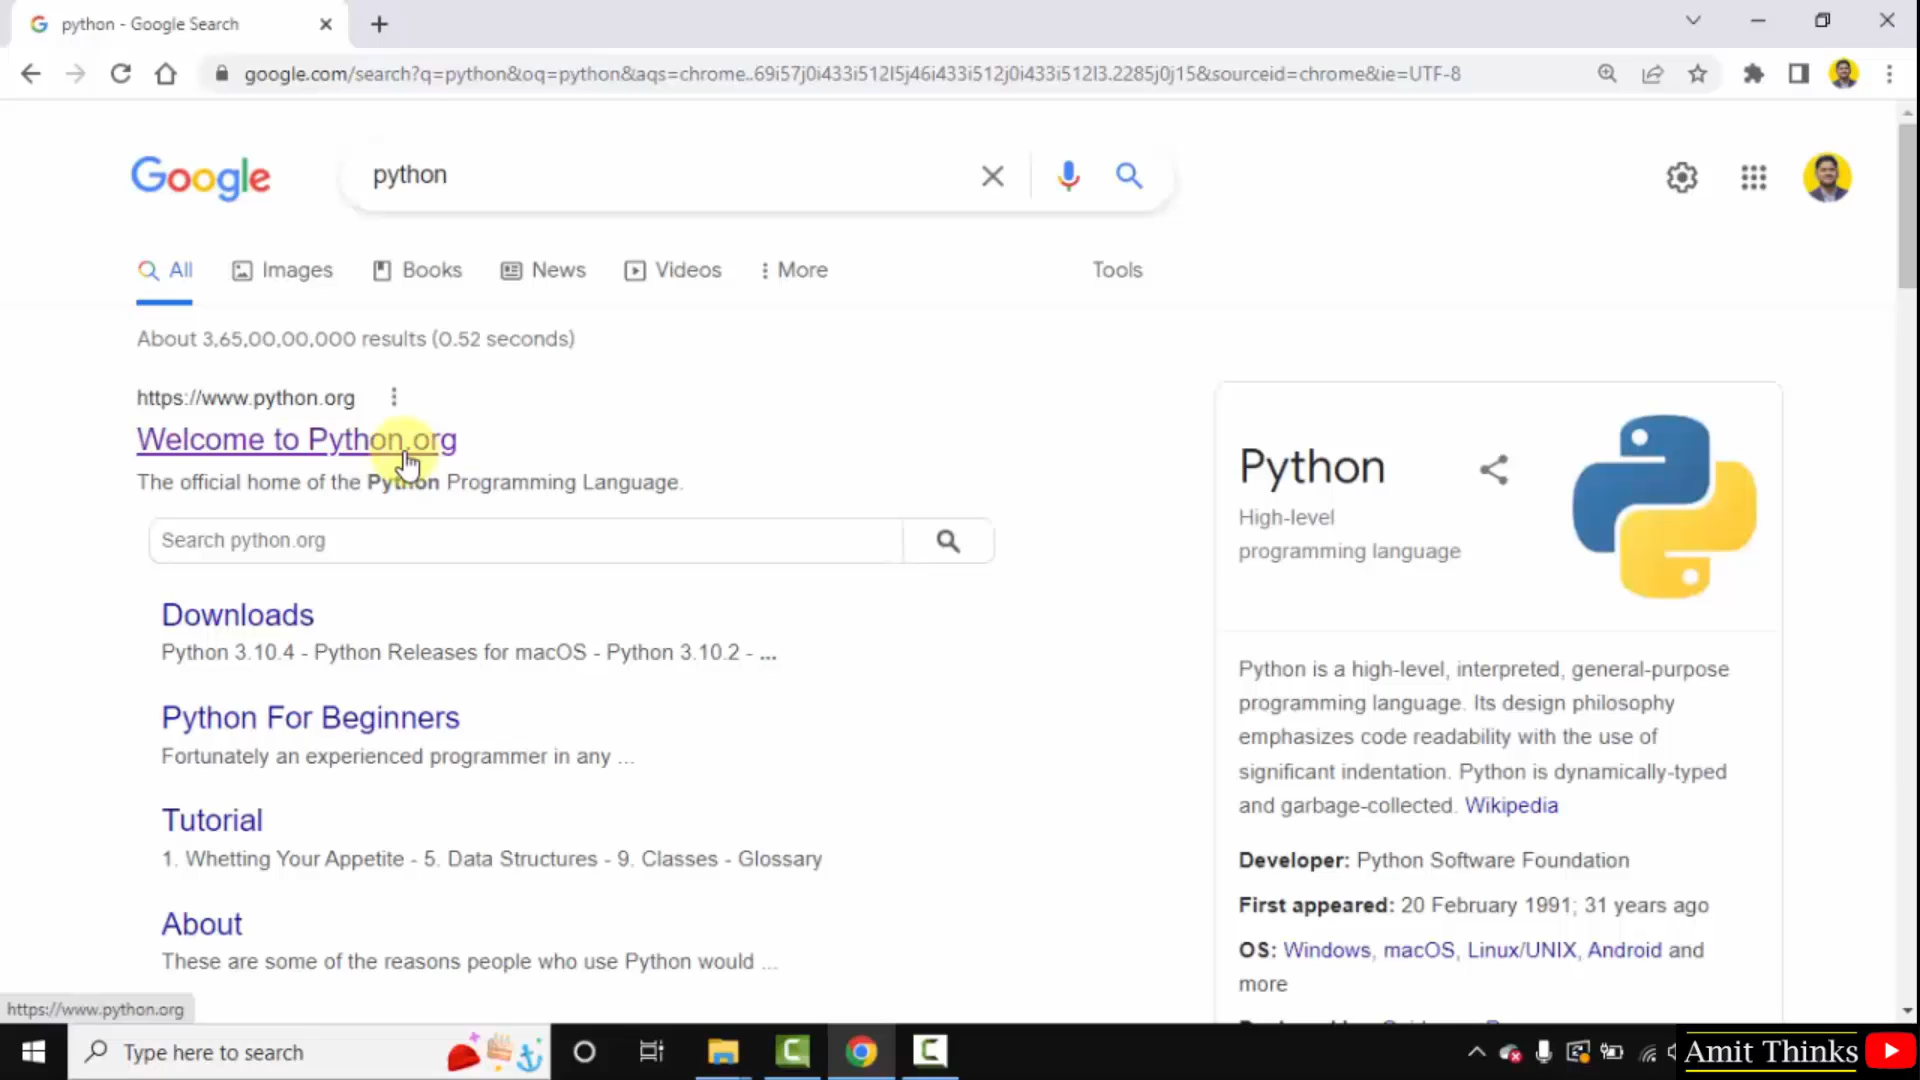 python - Google Search
google.com/search?q=python&oq=python&aqs=chrome..69i57j0i433i512l5j46i433i512j0i433i512l3.2285j0j15&sourceid=chrome&ie=UTF-8
Google
python
All
Images
Books
News
Videos
More
Tools
About 3,65,00,00,000 results (0.52 seconds)
https://www.python.org
Welcome to Python.org
The official home of the Python Programming Language.
Search python.org
Downloads
Python 3.10.4 - Python Releases for macOS - Python 3.10.2 - ...
Python For Beginners
Fortunately an experienced programmer in any ...
Tutorial
1. Whetting Your Appetite - 5. Data Structures - 9. Classes - Glossary
About
These are some of the reasons people who use Python would ...
Python
High-level
programming language
Python is a high-level, interpreted, general-purpose
programming language. Its design philosophy
emphasizes code readability with the use of
significant indentation. Python is dynamically-typed
and garbage-collected. Wikipedia
Developer: Python Software Foundation
First appeared: 20 February 1991; 31 years ago
OS: Windows, macOS, Linux/UNIX, Android and
more
https://www.python.org
Type here to search
Amit Thinks